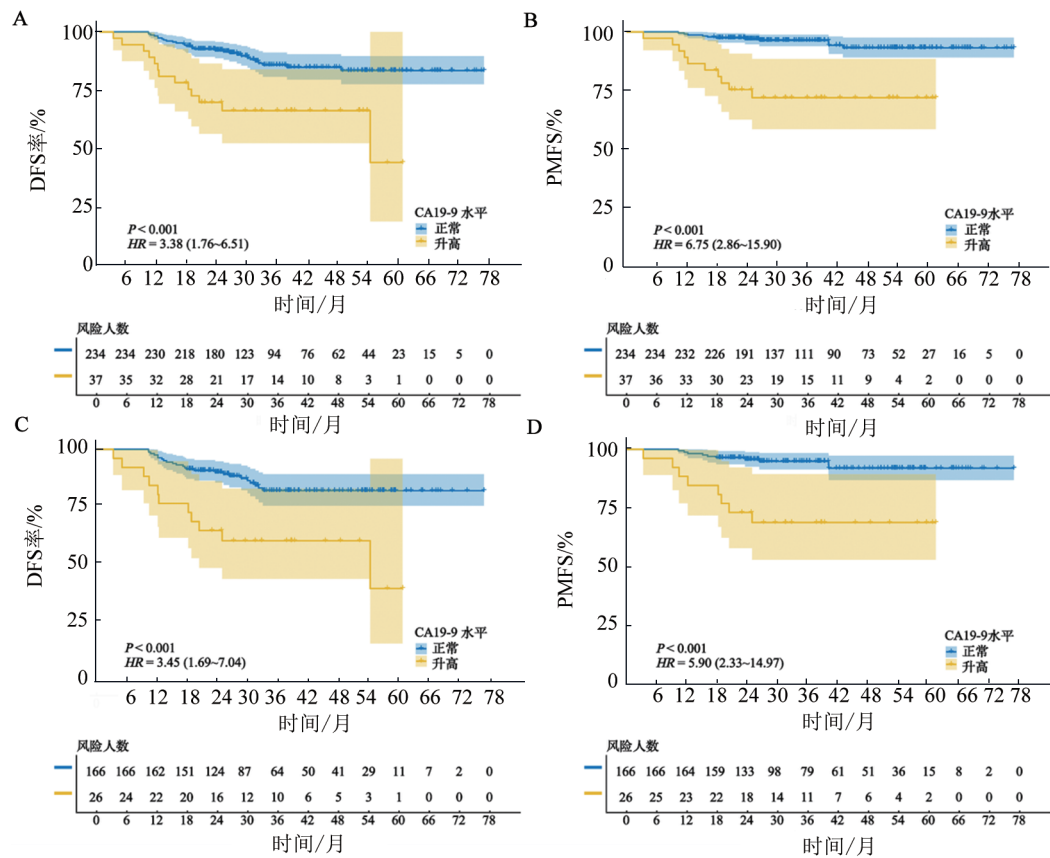 A
DFS率/%
100
75
50
25
0
P < 0.001
HR = 3.38 (1.76~6.51)
CA19-9 水平
正常
升高
6 12 18 24 30 36 42 48 54 60 66 72 78
时间/月
风险人数
234 234 230 218 180 123 94 76 62 44 23 15 5 0
37 35 32 28 21 17 14 10 8 3 1 0 0 0
0 6 12 18 24 30 36 42 48 54 60 66 72 78
时间/月
B
PMFS/%
100
75
50
25
0
P < 0.001
HR = 6.75 (2.86~15.90)
CA19-9水平
正常
升高
6 12 18 24 30 36 42 48 54 60 66 72 78
时间/月
风险人数
234 234 232 226 191 137 111 90 73 52 27 16 5 0
37 36 33 30 23 19 15 11 9 4 2 0 0 0
0 6 12 18 24 30 36 42 48 54 60 66 72 78
时间/月
C
DFS率/%
100
75
50
25
0
P < 0.001
HR = 3.45 (1.69~7.04)
CA19-9 水平
正常
升高
6 12 18 24 30 36 42 48 54 60 66 72 78
时间/月
风险人数
166 166 162 151 124 87 64 50 41 29 11 7 2 0
26 24 22 20 16 12 10 6 5 3 1 0 0 0
0 6 12 18 24 30 36 42 48 54 60 66 72 78
时间/月
D
PMFS/%
100
75
50
25
0
P < 0.001
HR = 5.90 (2.33~14.97)
CA19-9水平
正常
升高
6 12 18 24 30 36 42 48 54 60 66 72 78
时间/月
风险人数
166 166 164 159 133 98 79 61 51 36 15 8 2 0
26 25 23 22 18 14 11 7 6 4 2 0 0 0
0 6 12 18 24 30 36 42 48 54 60 66 72 78
时间/月